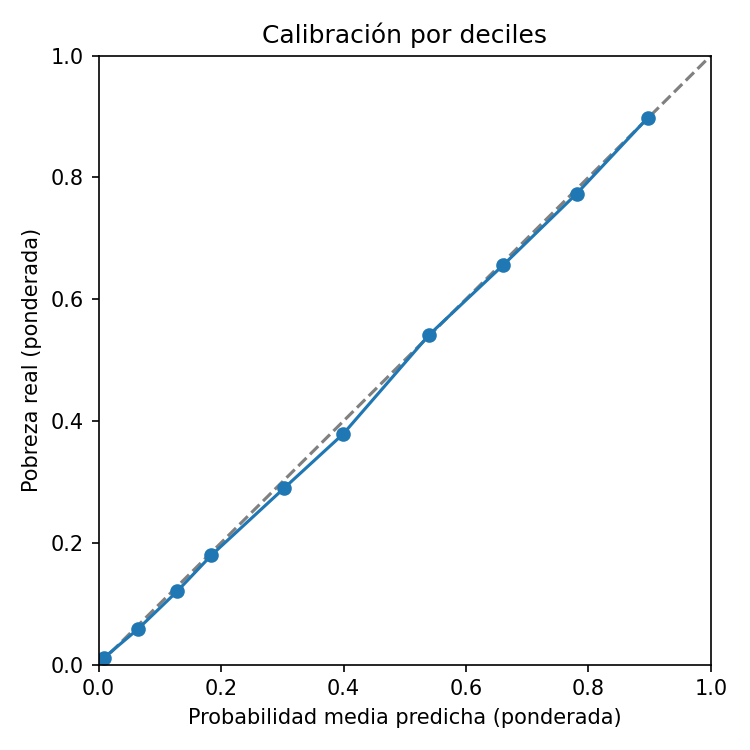 Calibración por deciles
1.0
0.8
0.6
0.4
0.2
0.0
Pobreza real (ponderada)
0.0 0.2 0.4 0.6 0.8 1.0
Probabilidad media predicha (ponderada)